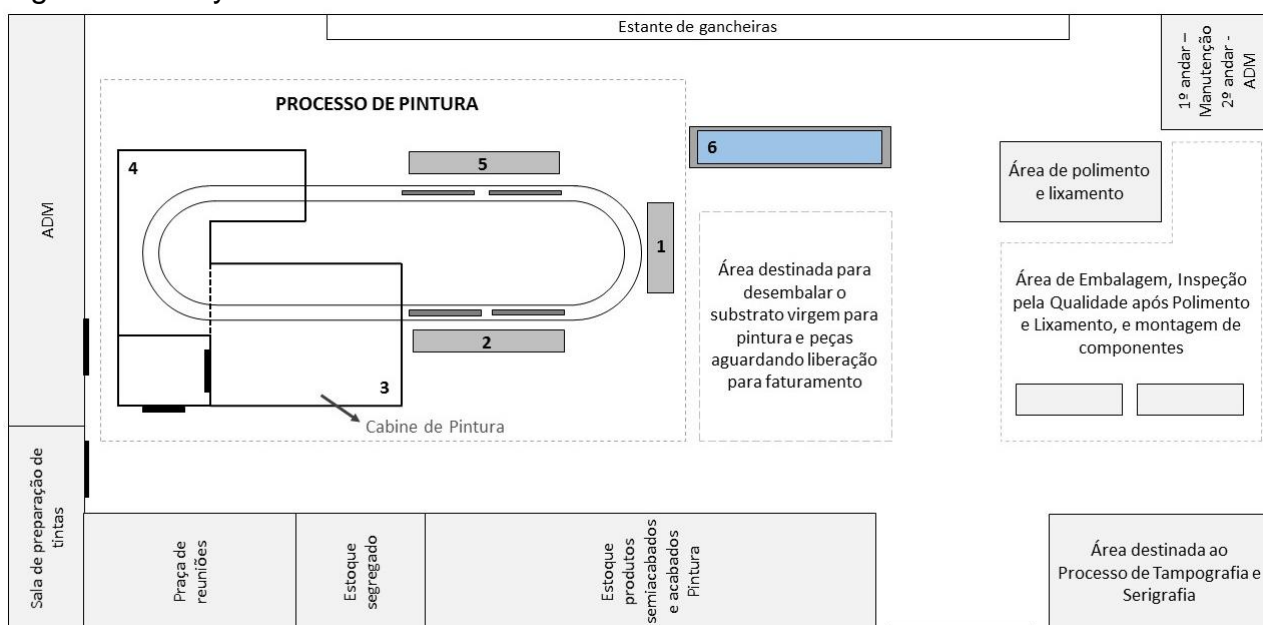 Estante de gancheiras
1º andar –
Manutenção
2º andar -
ADM
PROCESSO DE PINTURA
4
5
6
1
2
3
Cabine de Pintura
ADM
Área destinada para
desembalar o
substrato virgem para
pintura e peças
aguardando liberação
para faturamento
Área de polimento
e lixamento
Área de Embalagem, Inspeção
pela Qualidade após Polimento
e Lixamento, e montagem de
componentes
Sala de preparação de
tintas
Praça de
reuniões
Estoque
segregado
Estoque
produtos
semiacabados
e acabados
Pintura
Área destinada ao
Processo de Tampografia e
Serigrafia